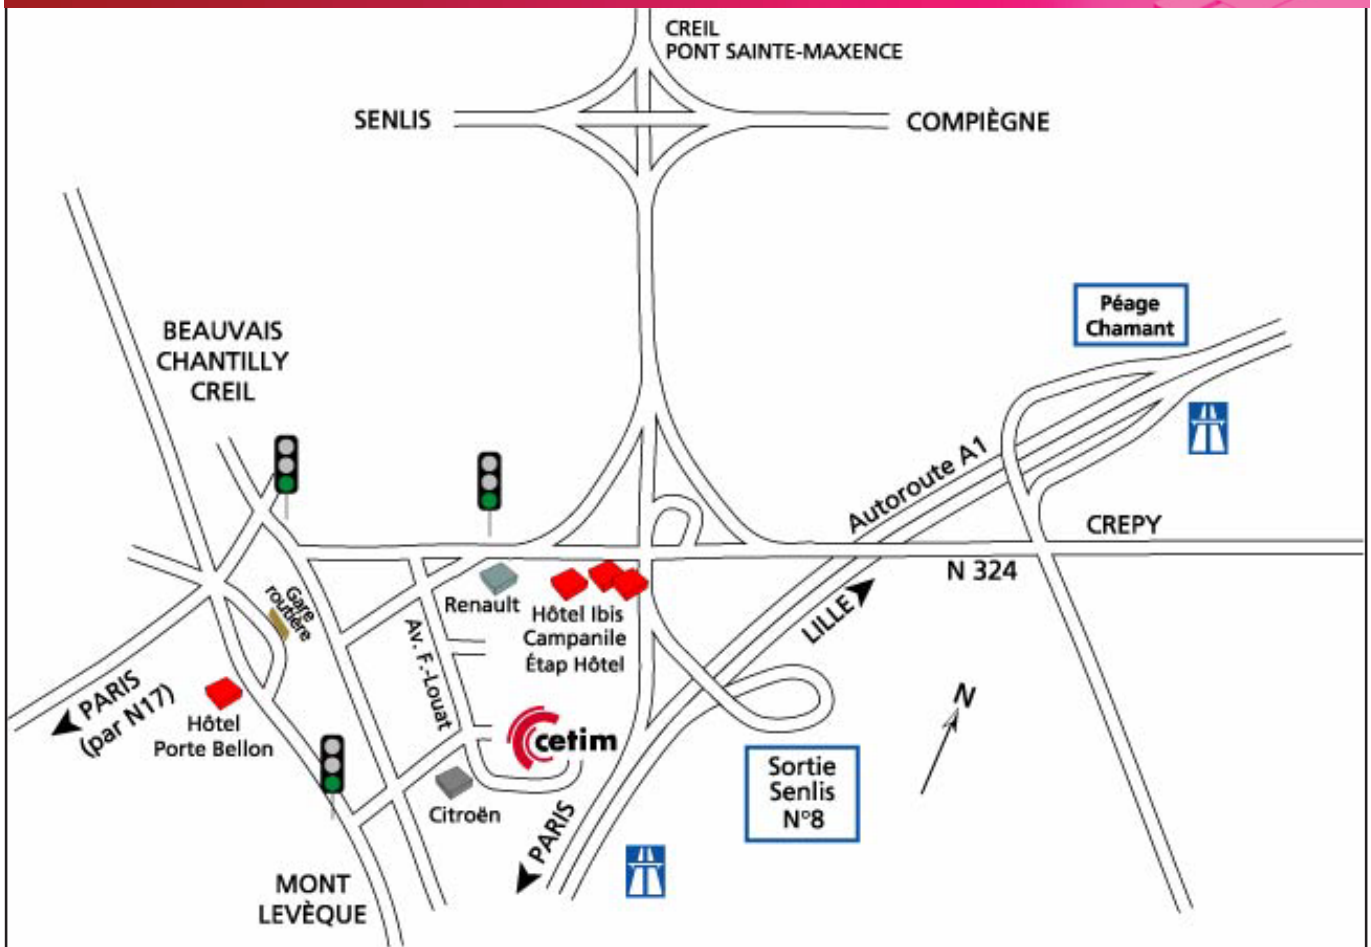 CREIL
PONT SAINTE-MAXENCE
SENLIS
COMPIÈGNE
Péage
Chamant
BEAUVAIS
CHANTILLY
CREIL
Autoroute A1
CREPY
N 324
Gare
routière
Renault
Hôtel Ibis
Campanile
Étap Hôtel
LILLE
Av. F.-Louat
PARIS
(par N17)
Hôtel
Porte Bellon
cetim
N
Sortie
Senlis
N°8
Citroën
PARIS
MONT
LEVÈQUE